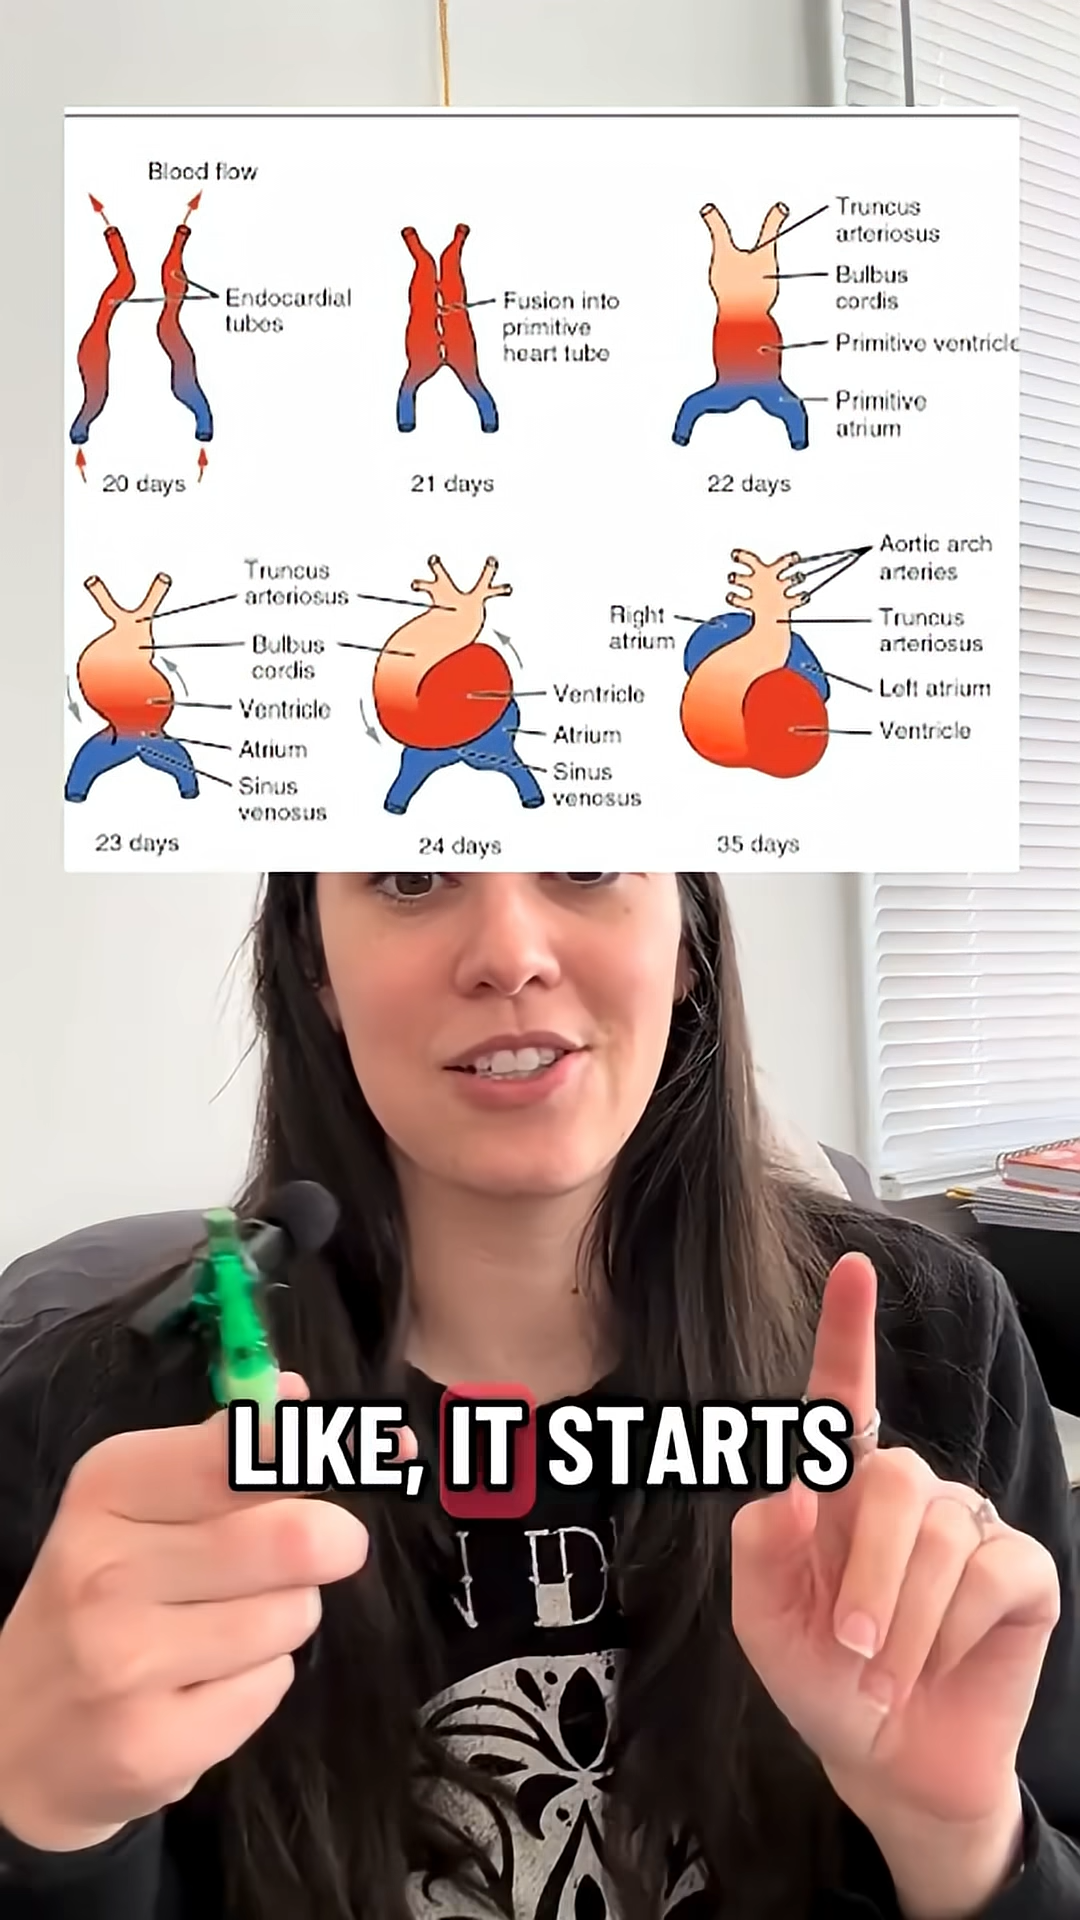 Blood flow
Endocardial
tubes
20 days
Fusion into
primitive
heart tube
21 days
Truncus
arteriosus
Bulbus
cordis
Primitive ventricle
Primitive
atrium
22 days
Truncus
arteriosus
Bulbus
cordis
Ventricle
Atrium
Sinus
venosus
23 days
Ventricle
Atrium
Sinus
venosus
24 days
Aortic arch
arteries
Right
atrium
Truncus
arteriosus
Left atrium
Ventricle
35 days
LIKE, IT STARTS